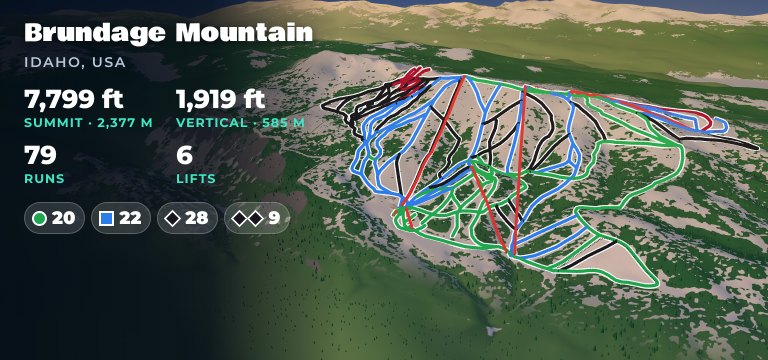 Brundage Mountain
IDAHO, USA
7,799 ft 1,919 ft
SUMMIT · 2,377 M VERTICAL · 585 M
79 6
RUNS LIFTS
20 22 28 9